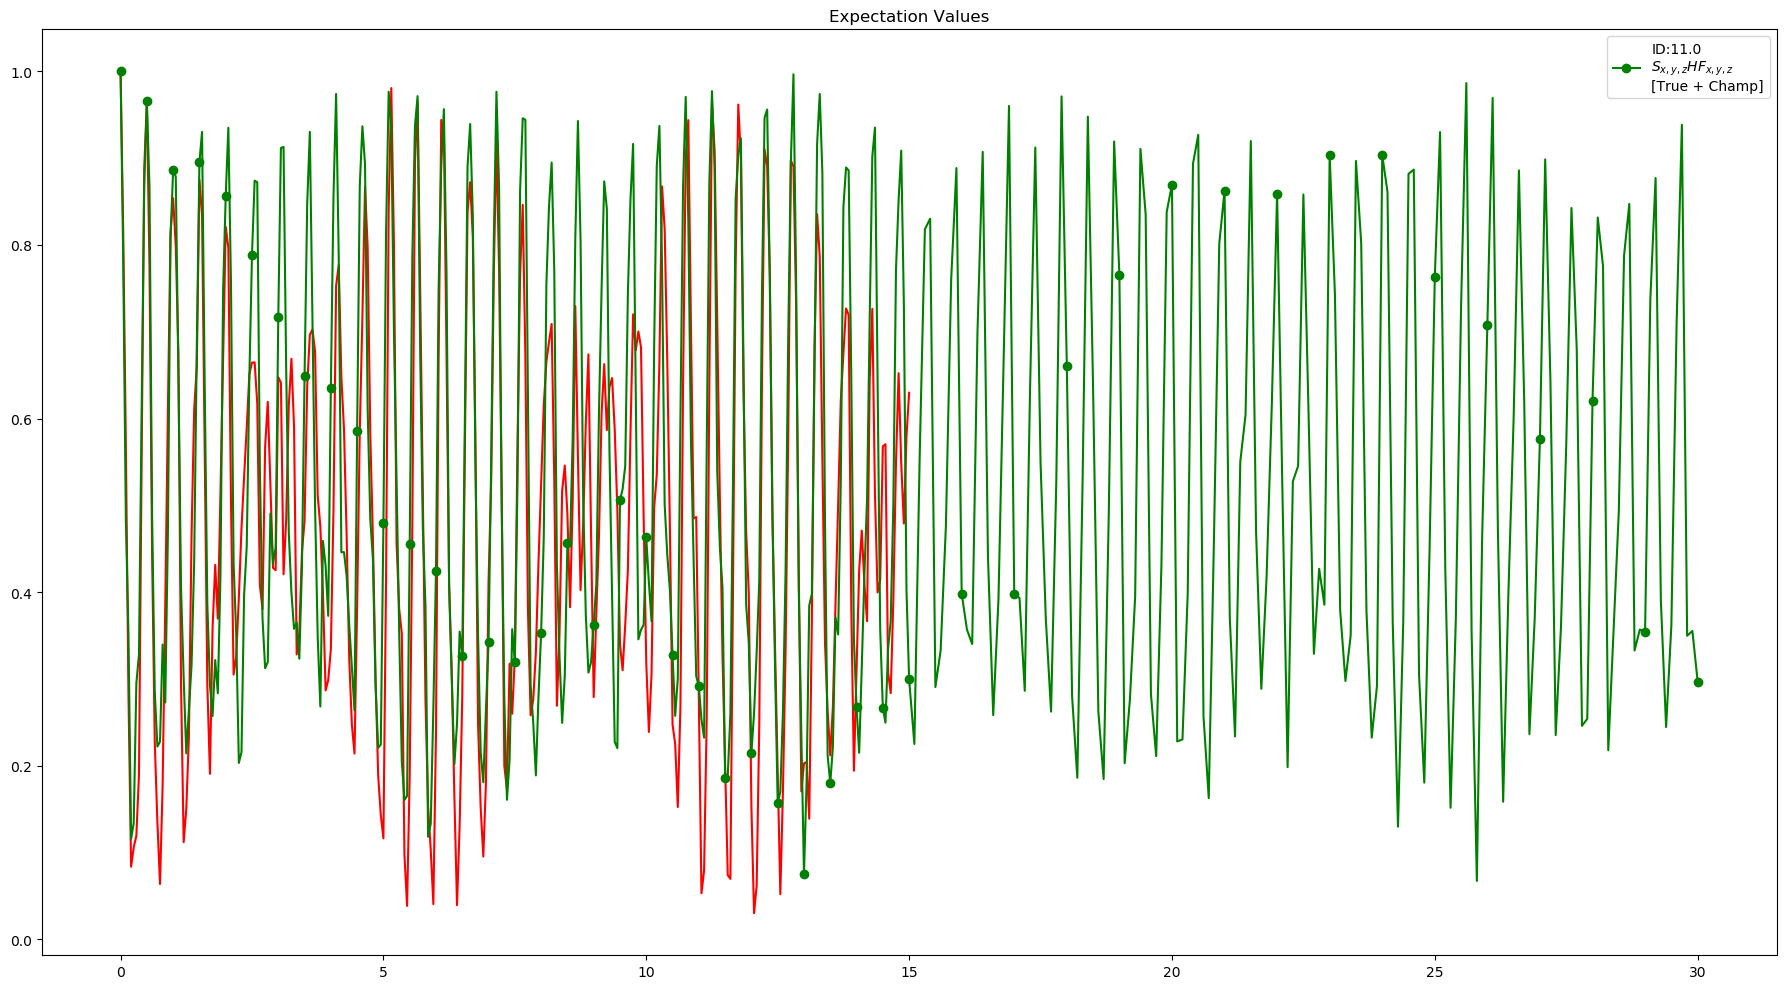 Expectation Values
ID:11.0
$S_{x,y,z}HF_{x,y,z}$
[True + Champ]
1.0
0.8
0.6
0.4
0.2
0.0
0 5 10 15 20 25 30